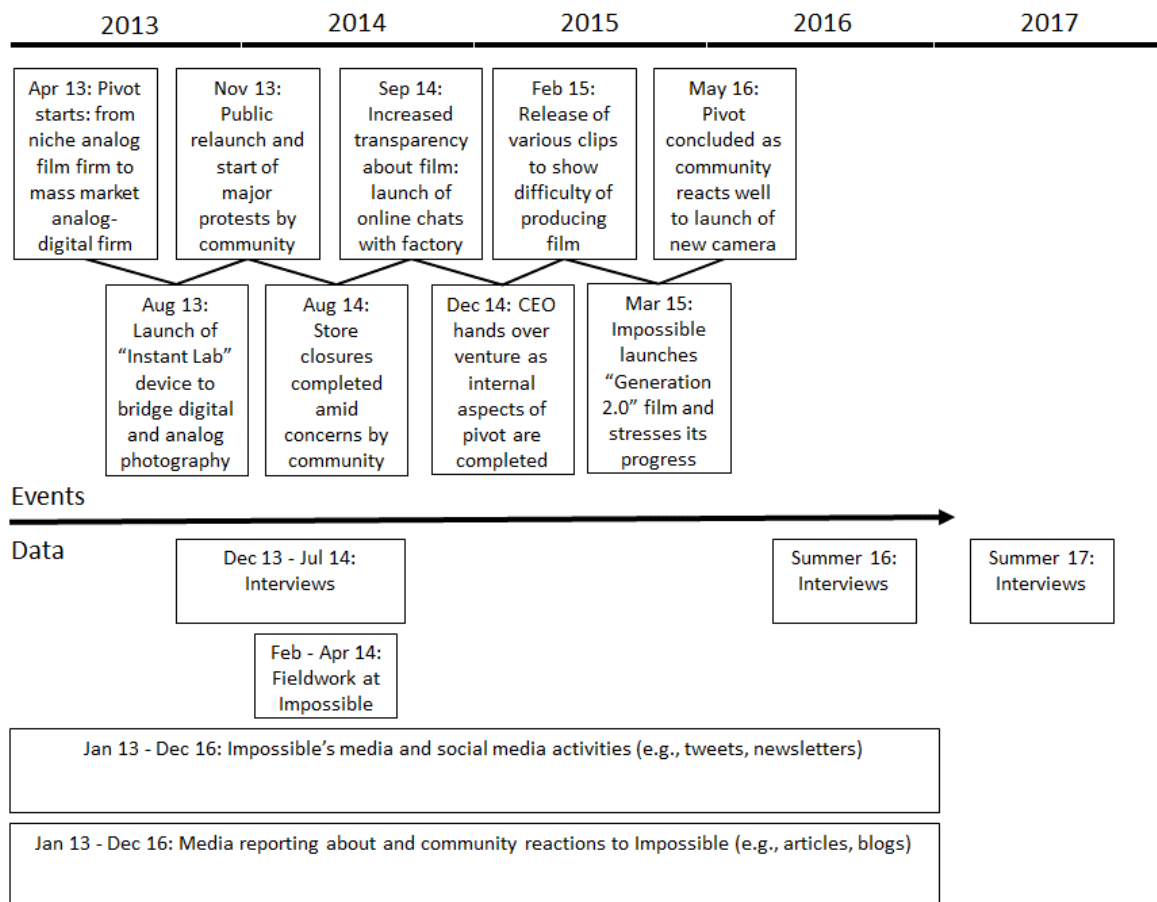 2013
2014
2015
2016
2017
Apr 13: Pivot
starts: from
niche analog
film firm to
mass market
analog-
digital firm
Nov 13:
Public
relaunch and
start of
major
protests by
community
Sep 14:
Increased
transparency
about film:
launch of
online chats
with factory
Feb 15:
Release of
various clips
to show
difficulty of
producing
film
May 16:
Pivot
concluded as
community
reacts well
to launch of
new camera
Aug 13:
Launch of
“Instant Lab”
device to
bridge digital
and analog
photography
Aug 14:
Store
closures
completed
amid
concerns by
community
Dec 14: CEO
hands over
venture as
internal
aspects of
pivot are
completed
Mar 15:
Impossible
launches
“Generation
2.0” film and
stresses its
progress
Events
Data
Dec 13 - Jul 14:
Interviews
Summer 16:
Interviews
Summer 17:
Interviews
Feb - Apr 14:
Fieldwork at
Impossible
Jan 13 - Dec 16: Impossible’s media and social media activities (e.g., tweets, newsletters)
Jan 13 - Dec 16: Media reporting about and community reactions to Impossible (e.g., articles, blogs)